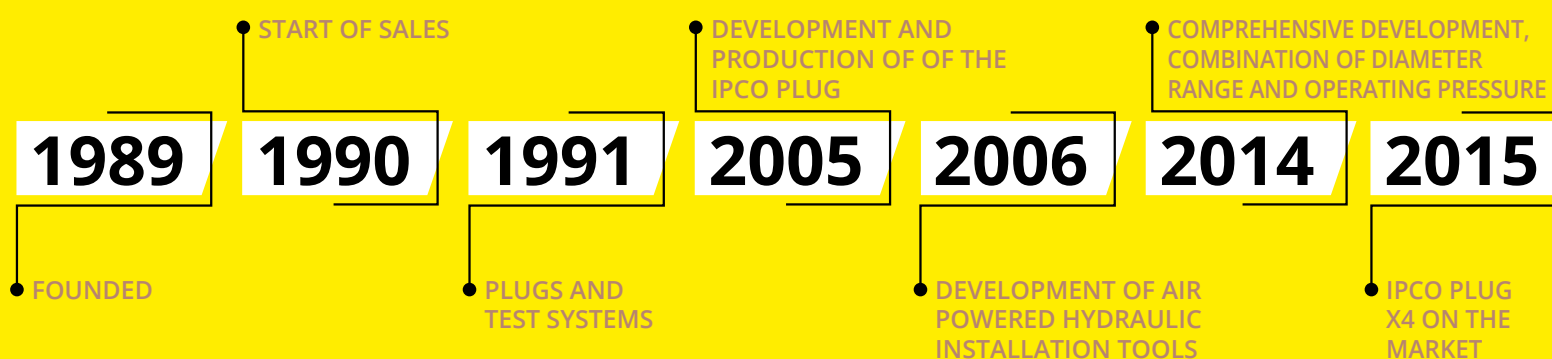 START OF SALES
DEVELOPMENT AND
PRODUCTION OF OF THE
IPCO PLUG
COMPREHENSIVE DEVELOPMENT,
COMBINATION OF DIAMETER
RANGE AND OPERATING PRESSURE
1989
1990
1991
2005
2006
2014
2015
FOUNDED
PLUGS AND
TEST SYSTEMS
DEVELOPMENT OF AIR
POWERED HYDRAULIC
INSTALLATION TOOLS
IPCO PLUG
X4 ON THE
MARKET